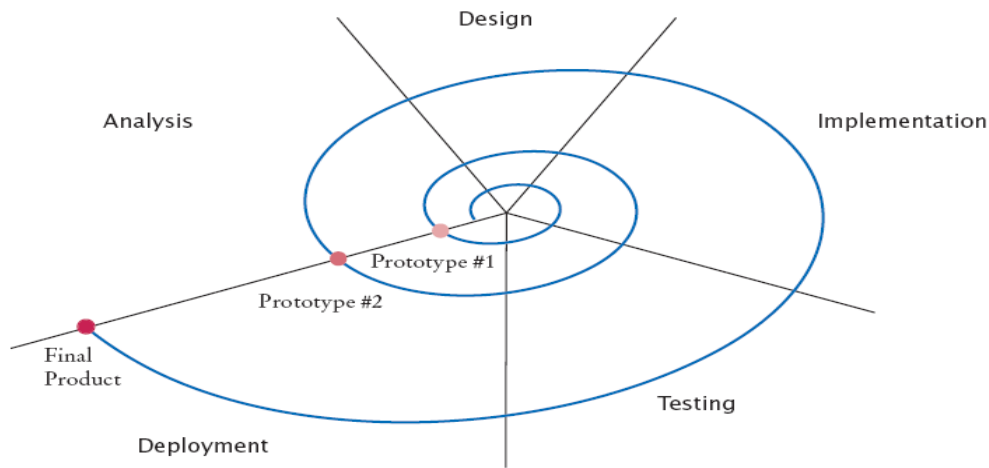 Design
Analysis
Implementation
Prototype #1
Prototype #2
Final
Product
Testing
Deployment